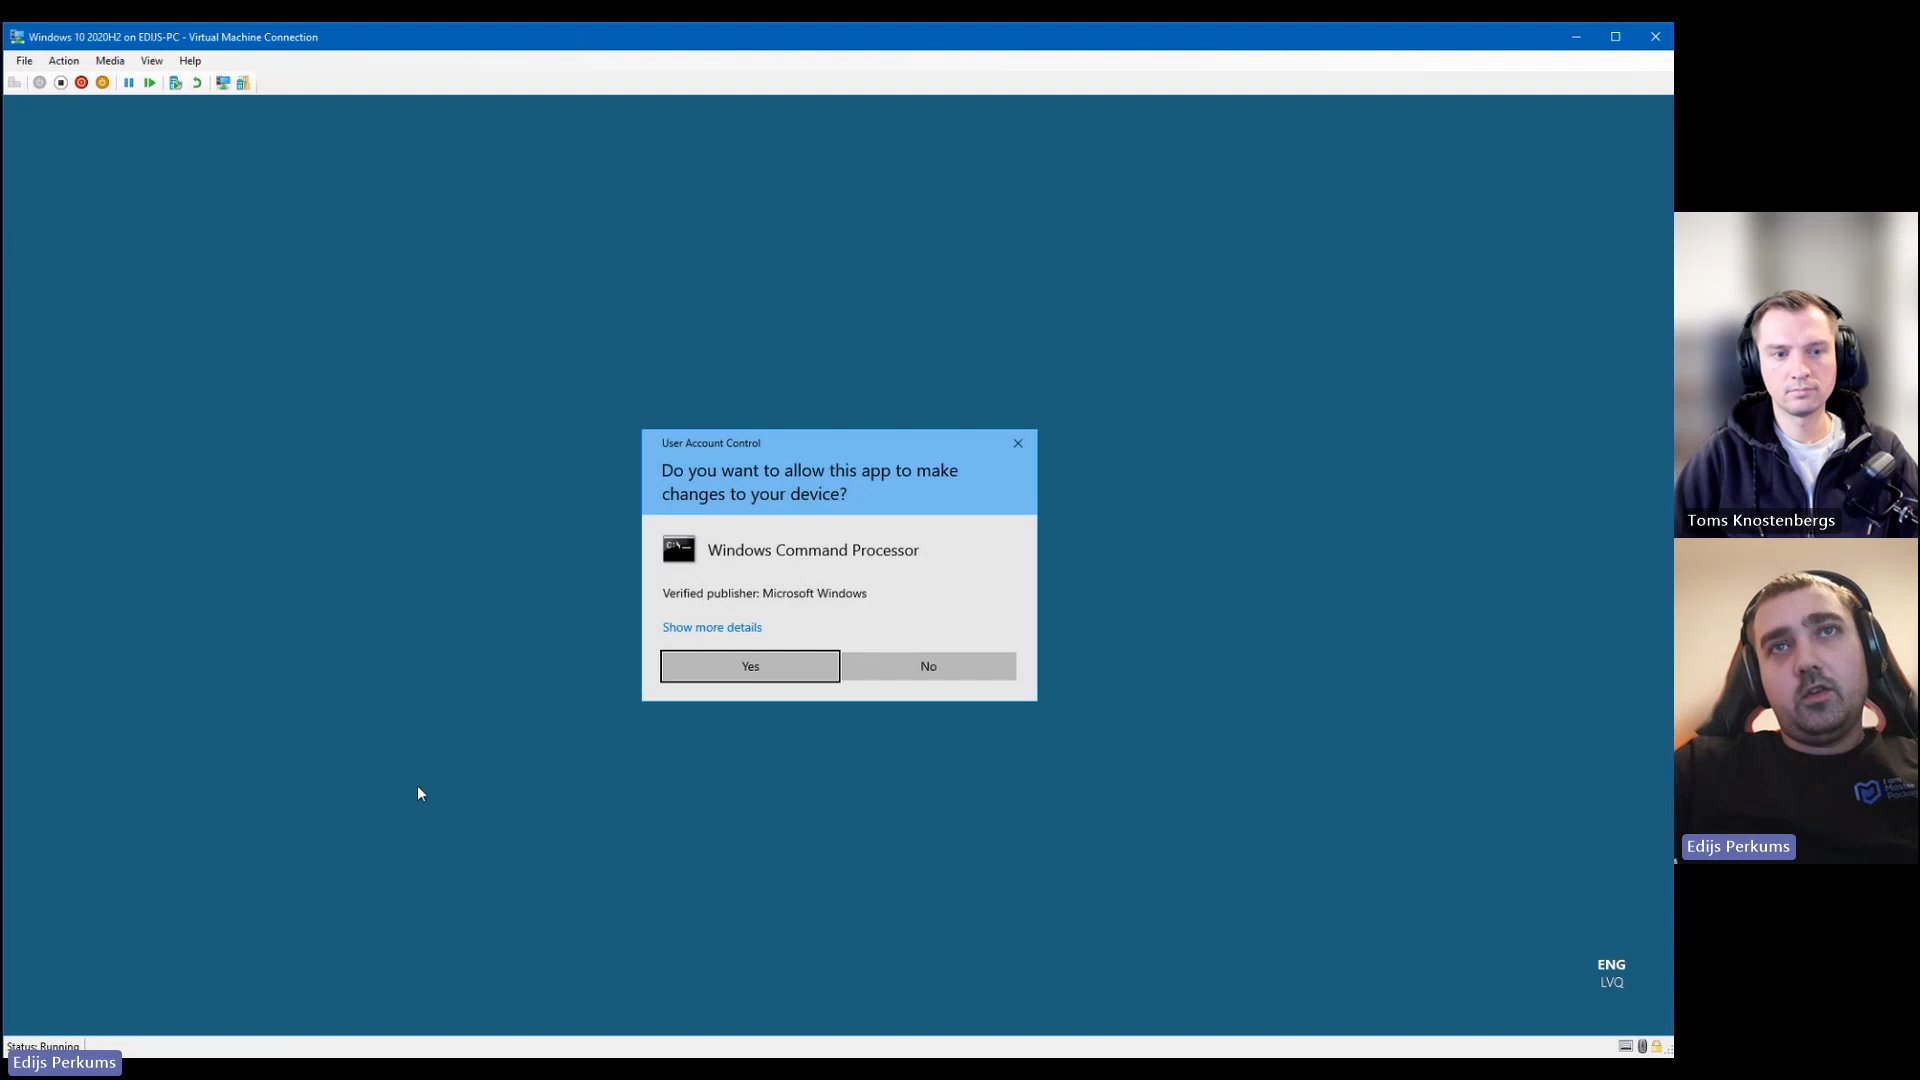 Windows 10 2020H2 on EDIJS-PC - Virtual Machine Connection
File Action Media View Help
User Account Control
Do you want to allow this app to make
changes to your device?
C:\_
Windows Command Processor
Verified publisher: Microsoft Windows
Show more details
Yes No
ENG
LVQ
Status: Running
Edijs Perkums
Toms Knostenbergs
I am
Edijs Perkums